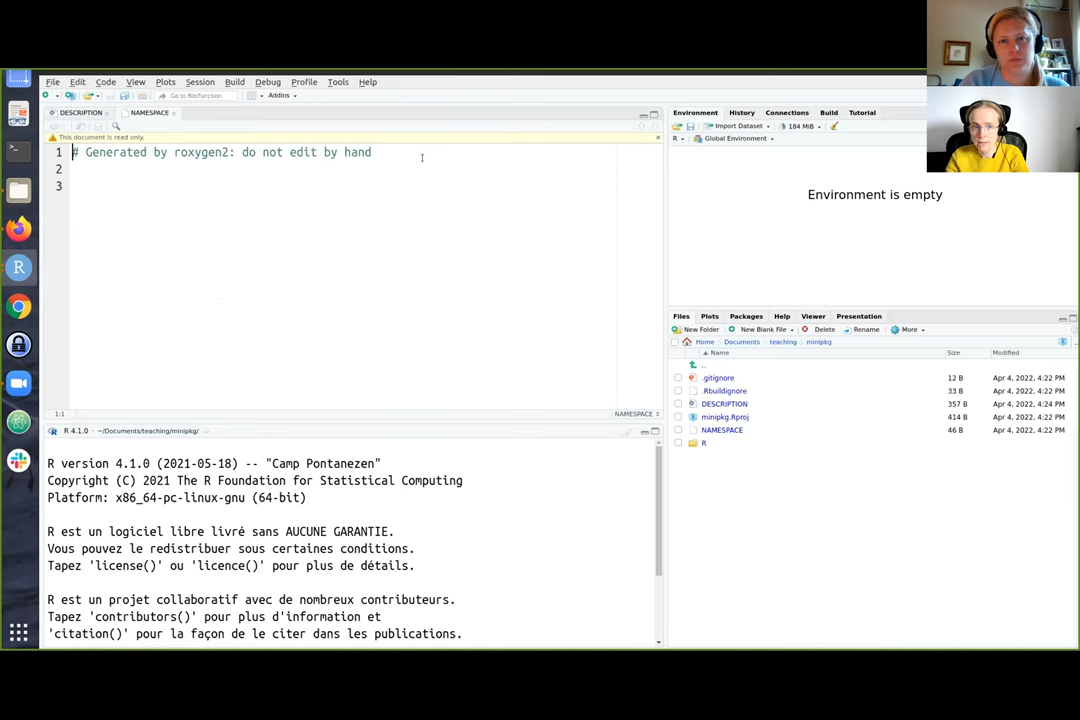 File Edit Code View Plots Session Build Debug Profile Tools Help
Go to file/function Addins
DESCRIPTION NAMESPACE
This document is read only.
1 # Generated by roxygen2: do not edit by hand
2
3
1:1 NAMESPACE
R 4.1.0 · ~/Documents/teaching/minipkg/
R version 4.1.0 (2021-05-18) -- "Camp Pontanezen"
Copyright (C) 2021 The R Foundation for Statistical Computing
Platform: x86_64-pc-linux-gnu (64-bit)
R est un logiciel libre livré sans AUCUNE GARANTIE.
Vous pouvez le redistribuer sous certaines conditions.
Tapez 'license()' ou 'licence()' pour plus de détails.
R est un projet collaboratif avec de nombreux contributeurs.
Tapez 'contributors()' pour plus d'information et
'citation()' pour la façon de le citer dans les publications.
Environment History Connections Build Tutorial
Import Dataset 184 MiB
R Global Environment
Environment is empty
Files Plots Packages Help Viewer Presentation
New Folder New Blank File Delete Rename More
Home Documents teaching minipkg
Name Size Modified
..
.gitignore 12 B Apr 4, 2022, 4:22 PM
.Rbuildignore 33 B Apr 4, 2022, 4:22 PM
DESCRIPTION 357 B Apr 4, 2022, 4:24 PM
minipkg.Rproj 414 B Apr 4, 2022, 4:22 PM
NAMESPACE 46 B Apr 4, 2022, 4:22 PM
R